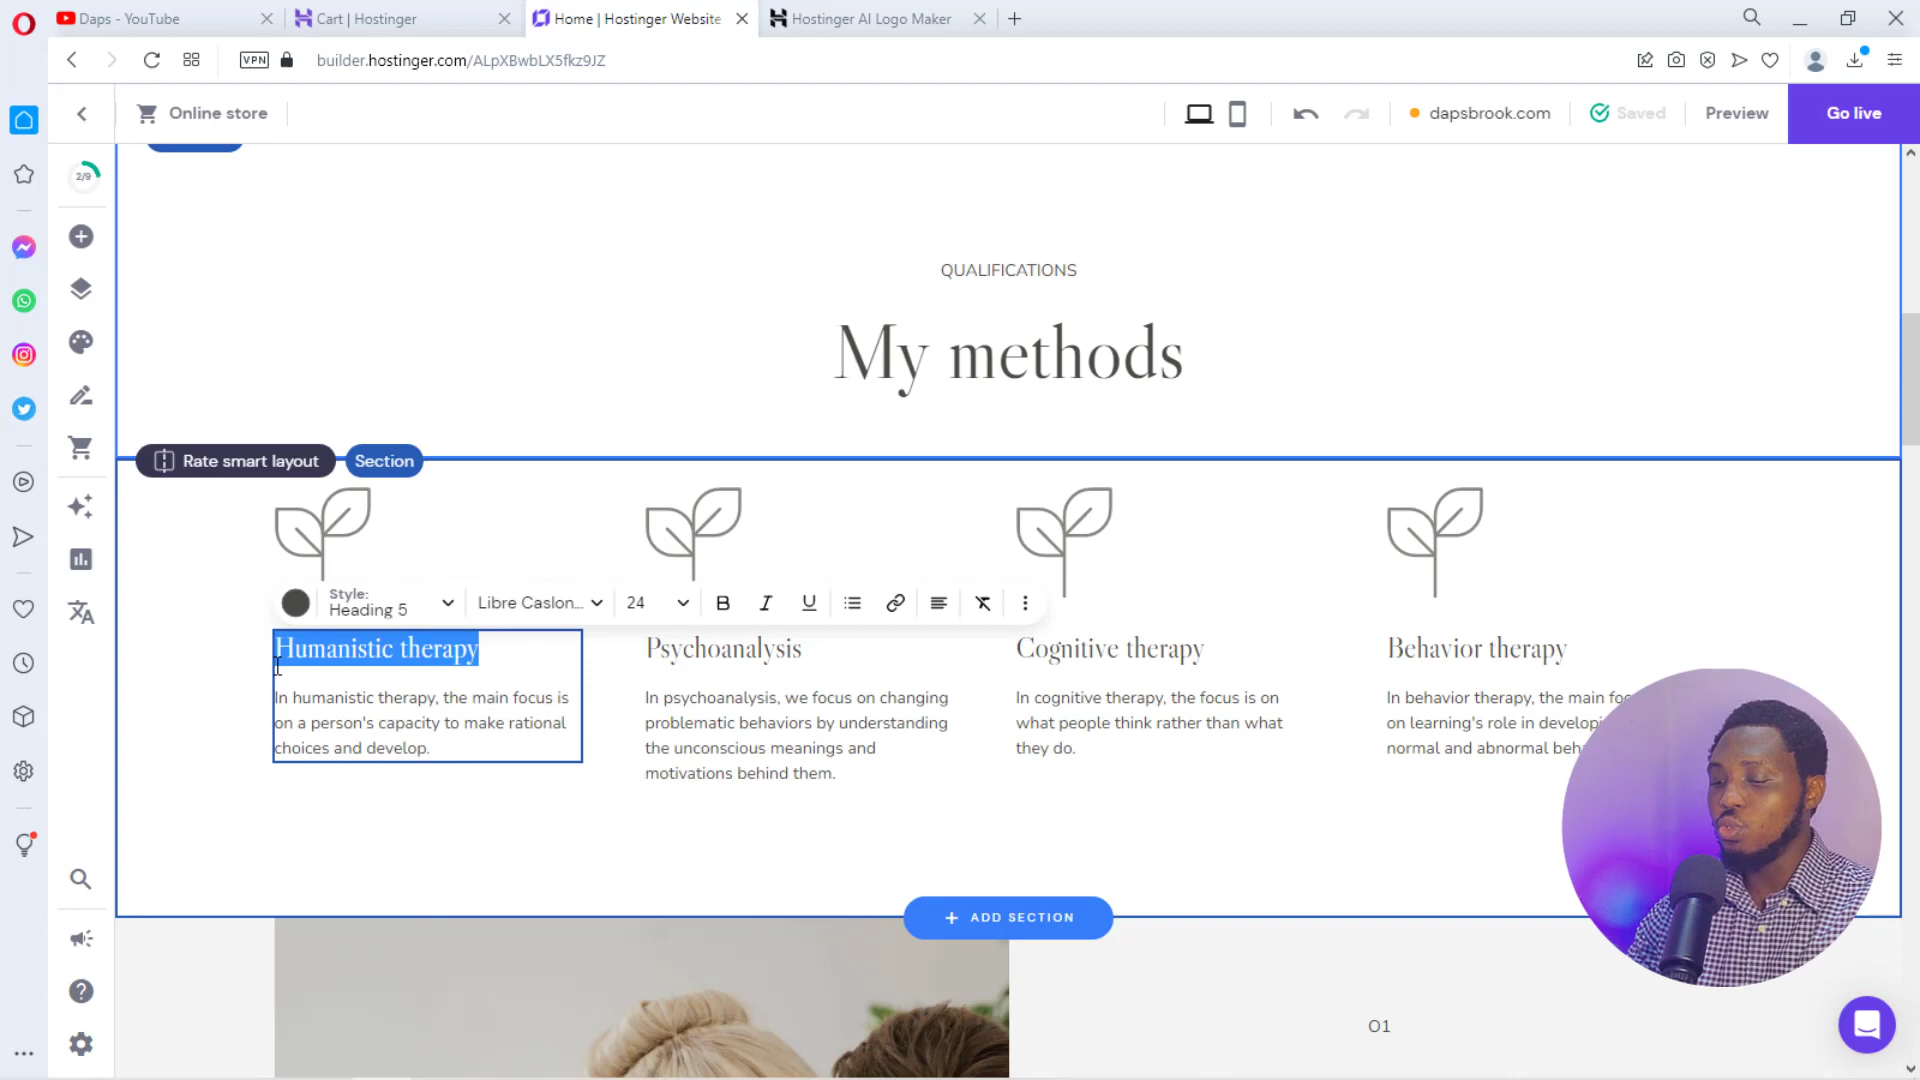 Daps - YouTube
Cart | Hostinger
Home | Hostinger Website
Hostinger AI Logo Maker
VPN
builder.hostinger.com/ALpXBwbLX5fkz9JZ
Online store
dapsbrook.com
Saved
Preview
Go live
2/9
QUALIFICATIONS
My methods
Rate smart layout
Section
Style:
Heading 5
Libre Caslon...
24
B
I
U
Humanistic therapy
In humanistic therapy, the main focus is
on a person's capacity to make rational
choices and develop.
Psychoanalysis
In psychoanalysis, we focus on changing
problematic behaviors by understanding
the unconscious meanings and
motivations behind them.
Cognitive therapy
In cognitive therapy, the focus is on
what people think rather than what
they do.
Behavior therapy
In behavior therapy, the main
on learning's role in
normal and abnormal
+ ADD SECTION
01